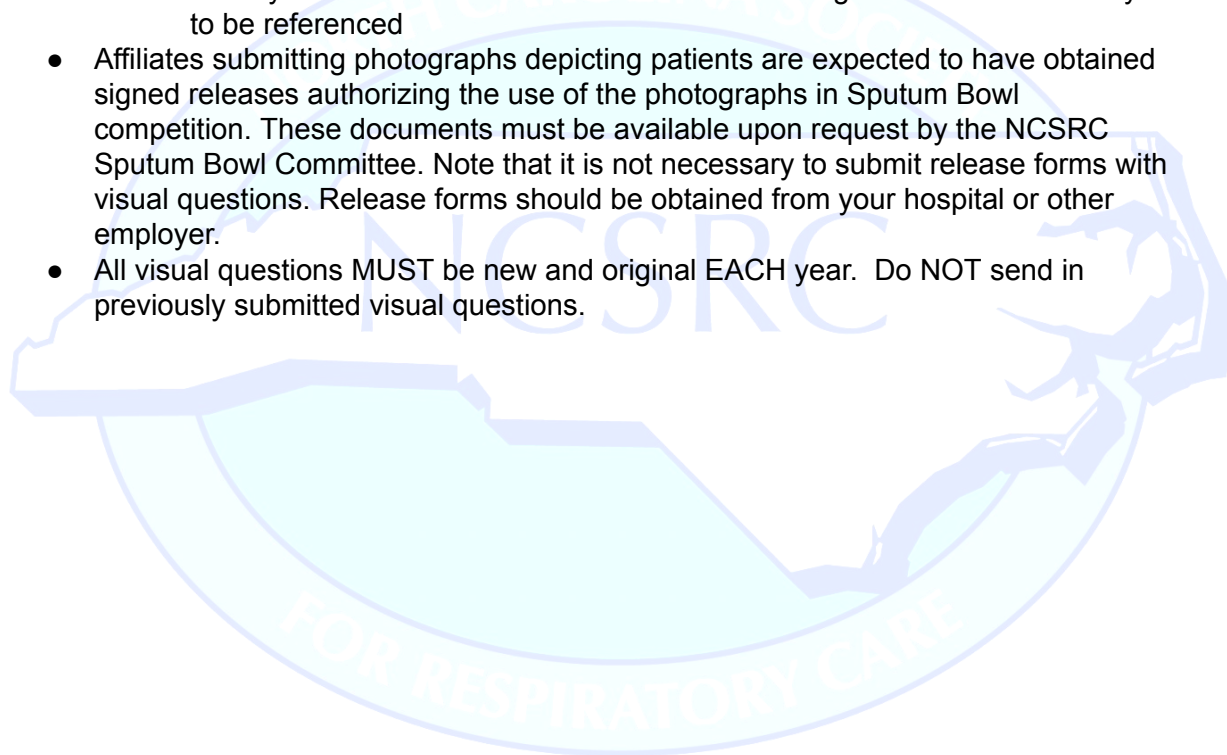 to be referenced
● Affiliates submitting photographs depicting patients are expected to have obtained
signed releases authorizing the use of the photographs in Sputum Bowl
competition. These documents must be available upon request by the NCSRC
Sputum Bowl Committee. Note that it is not necessary to submit release forms with
visual questions. Release forms should be obtained from your hospital or other
employer.
● All visual questions MUST be new and original EACH year.  Do NOT send in
previously submitted visual questions.
NCSRC
FOR RESPIRATORY CARE